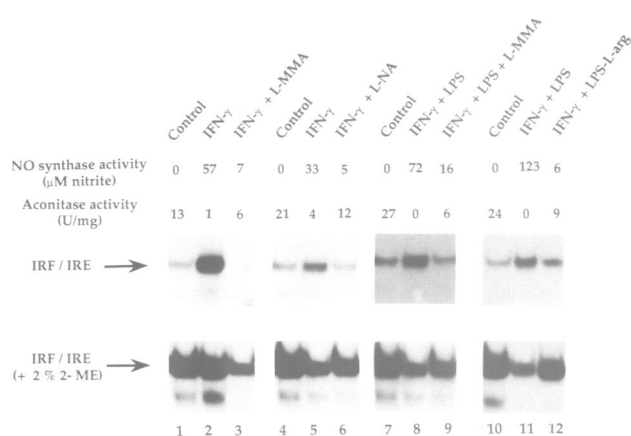 Control
IFN-γ
IFN-γ + L-MMA
Control
IFN-γ
IFN-γ + L-NA
Control
IFN-γ + LPS
IFN-γ + LPS + L-MMA
Control
IFN-γ + LPS
IFN-γ + LPS-L-arg
NO synthase activity
(μM nitrite)
0 57 7 0 33 5 0 72 16 0 123 6
Aconitase activity
(U/mg)
13 1 6 21 4 12 27 0 6 24 0 9
IRF / IRE
IRF / IRE
(+ 2 % 2- ME)
1 2 3 4 5 6 7 8 9 10 11 12